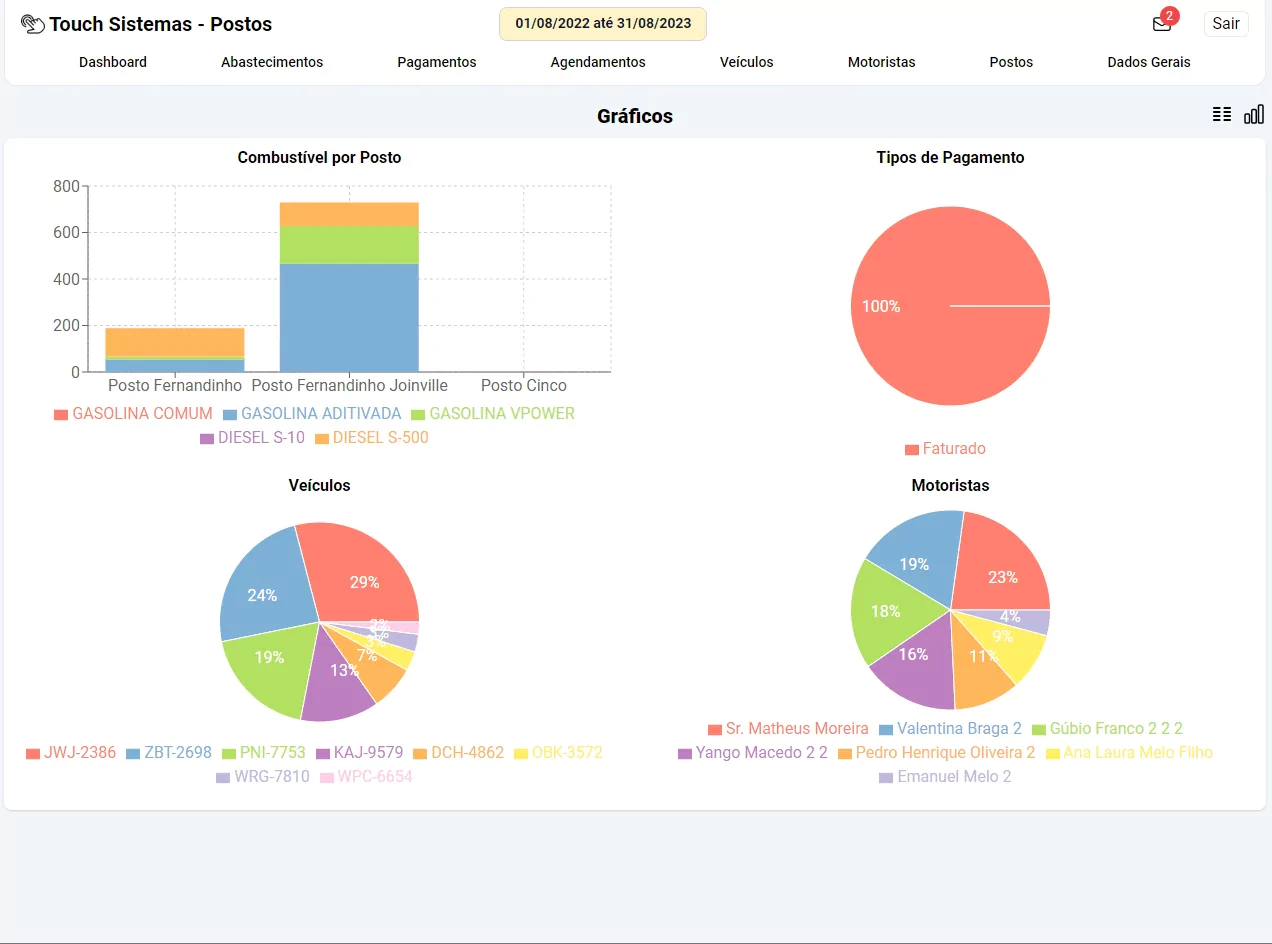 Touch Sistemas - Postos
01/08/2022 até 31/08/2023
2
Sair
Dashboard Abastecimentos Pagamentos Agendamentos Veículos Motoristas Postos Dados Gerais
Gráficos
Combustível por Posto
800
600
400
200
0
Posto Fernandinho Posto Fernandinho Joinville Posto Cinco
GASOLINA COMUM GASOLINA ADITIVADA GASOLINA VPOWER
DIESEL S-10 DIESEL S-500
Tipos de Pagamento
100%
Faturado
Veículos
29%
24%
19%
13%
7%
JWJ-2386 ZBT-2698 PNI-7753 KAJ-9579 DCH-4862 OBK-3572
WRG-7810 WPC-6654
Motoristas
23%
19%
18%
16%
11%
9%
4%
Sr. Matheus Moreira Valentina Braga 2 Gúbio Franco 2 2 2
Yango Macedo 2 2 Pedro Henrique Oliveira 2 Ana Laura Melo Filho
Emanuel Melo 2